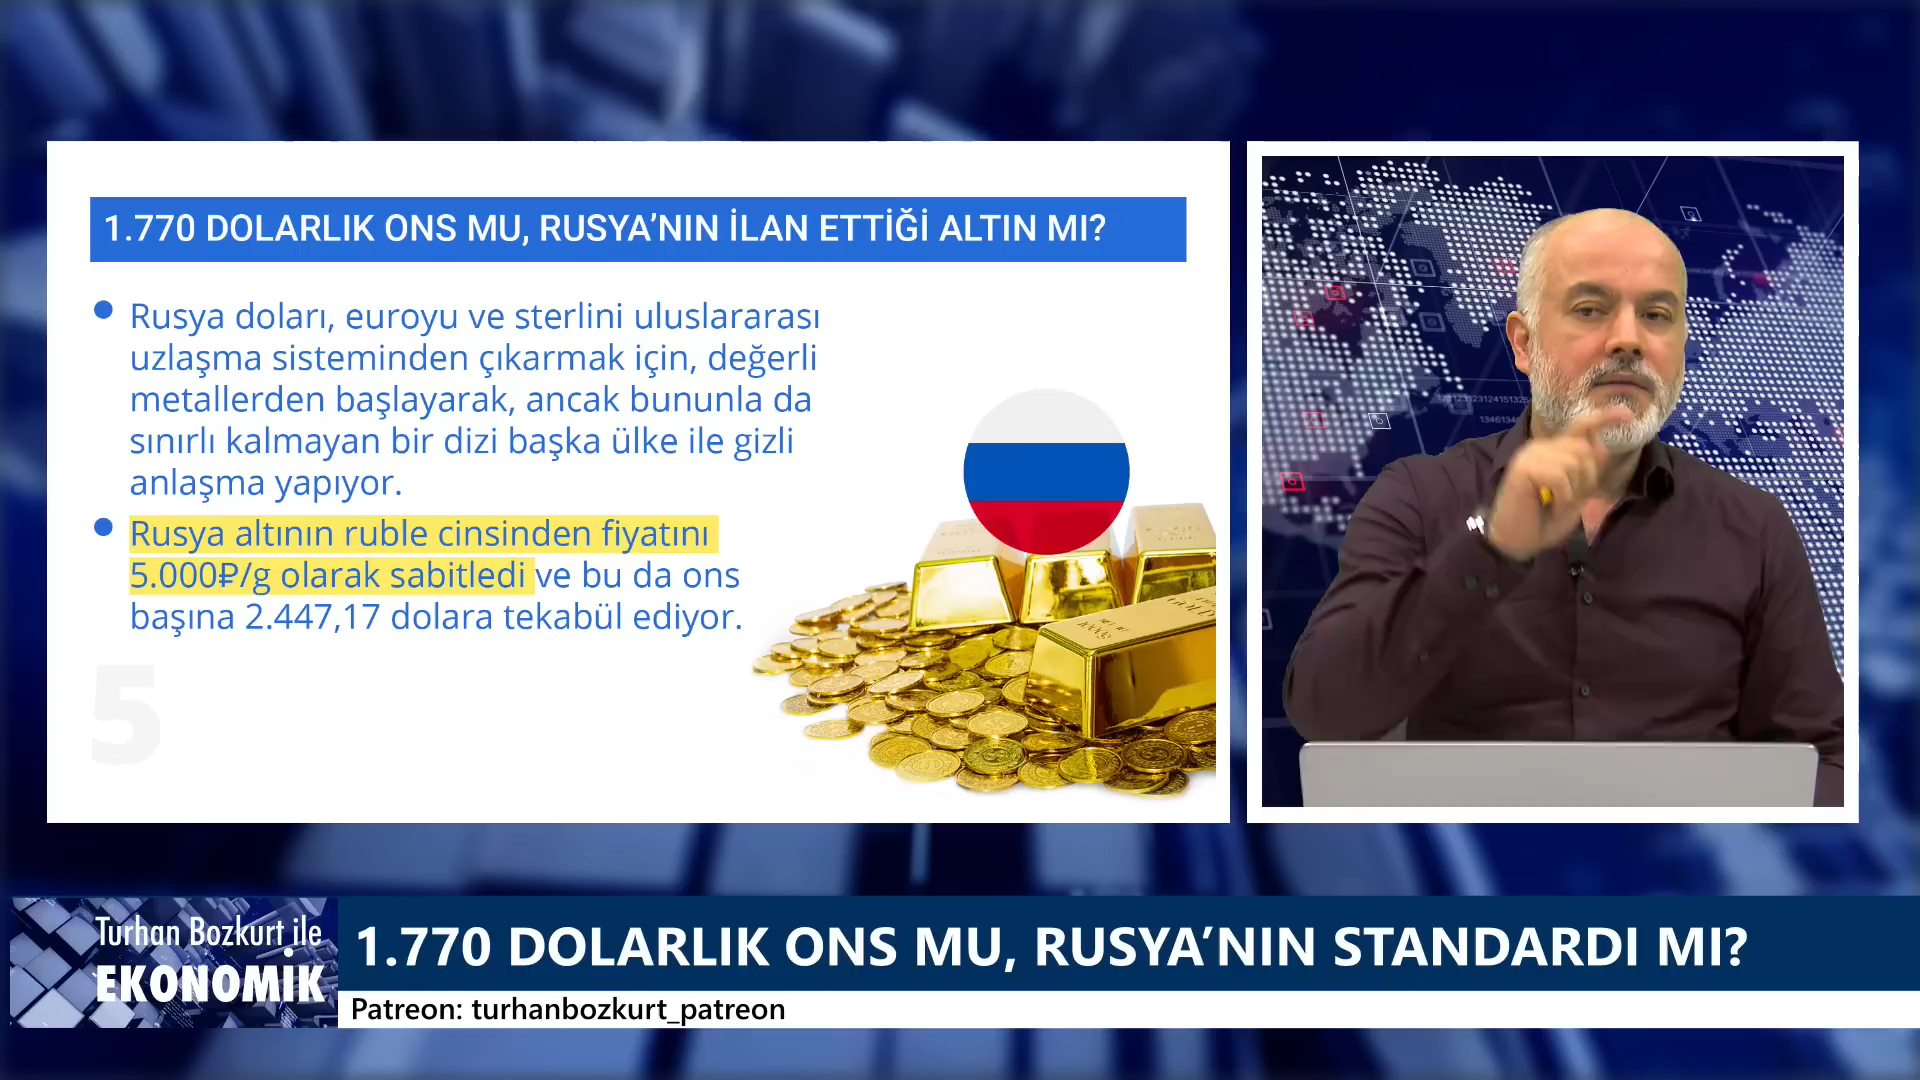 1.770 DOLARLIK ONS MU, RUSYA’NIN İLAN ETTİĞİ ALTIN MI?
Rusya doları, euroyu ve sterlini uluslararası
uzlaşma sisteminden çıkarmak için, değerli
metallerden başlayarak, ancak bununla da
sınırlı kalmayan bir dizi başka ülke ile gizli
anlaşma yapıyor.
Rusya altının ruble cinsinden fiyatını
5.000₽/g olarak sabitledi ve bu da ons
başına 2.447,17 dolara tekabül ediyor.
5
Turhan Bozkurt ile
EKONOMİK
1.770 DOLARLIK ONS MU, RUSYA’NIN STANDARDI MI?
Patreon: turhanbozkurt_patreon